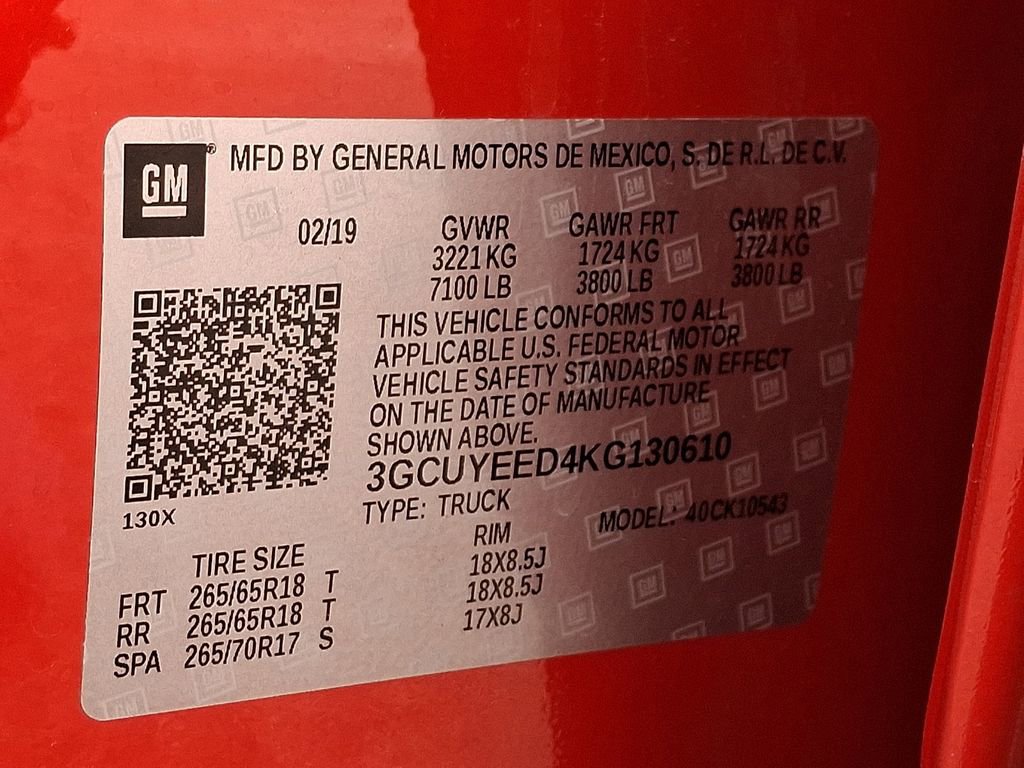 GM® MFD BY GENERAL MOTORS DE MEXICO, S. DE R.L. DE C.V.
02/19 GVWR GAWR FRT GAWR RR
3221 KG 1724 KG 1724 KG
7100 LB 3800 LB 3800 LB
THIS VEHICLE CONFORMS TO ALL
APPLICABLE U.S. FEDERAL MOTOR
VEHICLE SAFETY STANDARDS IN EFFECT
ON THE DATE OF MANUFACTURE
SHOWN ABOVE.
3GCUYEED4KG130610
130X TYPE: TRUCK MODEL: 40CK10543
TIRE SIZE RIM
FRT 265/65R18 T 18X8.5J
RR 265/65R18 T 18X8.5J
SPA 265/70R17 S 17X8J